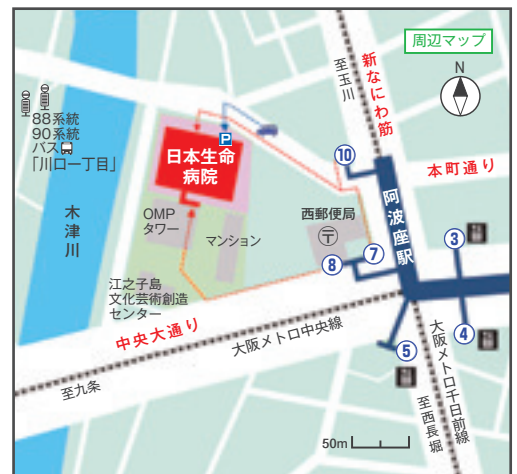 周辺マップ
N
至玉川
新なにわ筋
88系統
90系統
バス
「川口一丁目」
P
日本生命
病院
⑩
本町通り
木津川
OMP
タワー
マンション
西郵便局
〒
阿波座駅
⑦
⑧
③
江之子島
文化芸術創造
センター
中央大通り
大阪メトロ中央線
④
⑤
大阪メトロ千日前線
至九条
至西長堀
50m